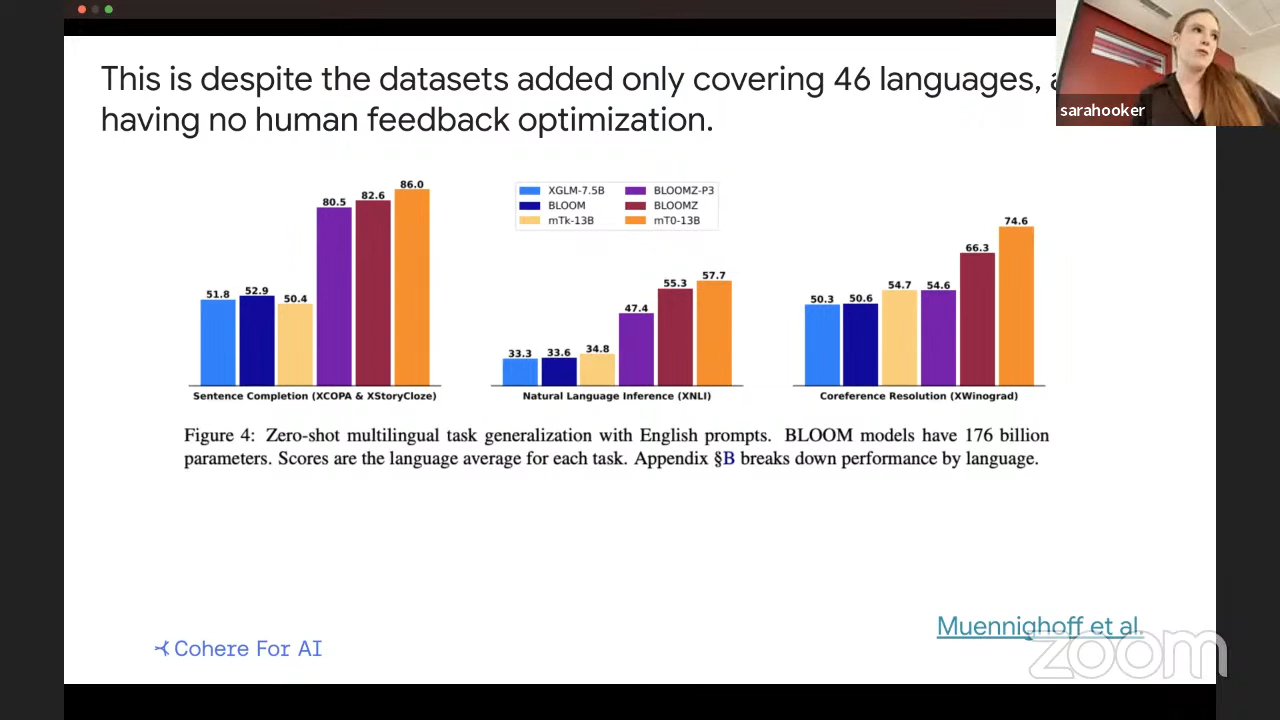 This is despite the datasets added only covering 46 languages,
having no human feedback optimization.
sarahooker
XGLM-7.5B
BLOOM
mTk-13B
BLOOMZ-P3
BLOOMZ
mT0-13B
51.8
52.9
50.4
80.5
82.6
86.0
Sentence Completion (XCOPA & XStoryCloze)
33.3
33.6
34.8
47.4
55.3
57.7
Natural Language Inference (XNLI)
50.3
50.6
54.7
54.6
66.3
74.6
Coreference Resolution (XWinograd)
Figure 4: Zero-shot multilingual task generalization with English prompts. BLOOM models have 176 billion
parameters. Scores are the language average for each task. Appendix §B breaks down performance by language.
Muennighoff et al.
Cohere For AI
zoom